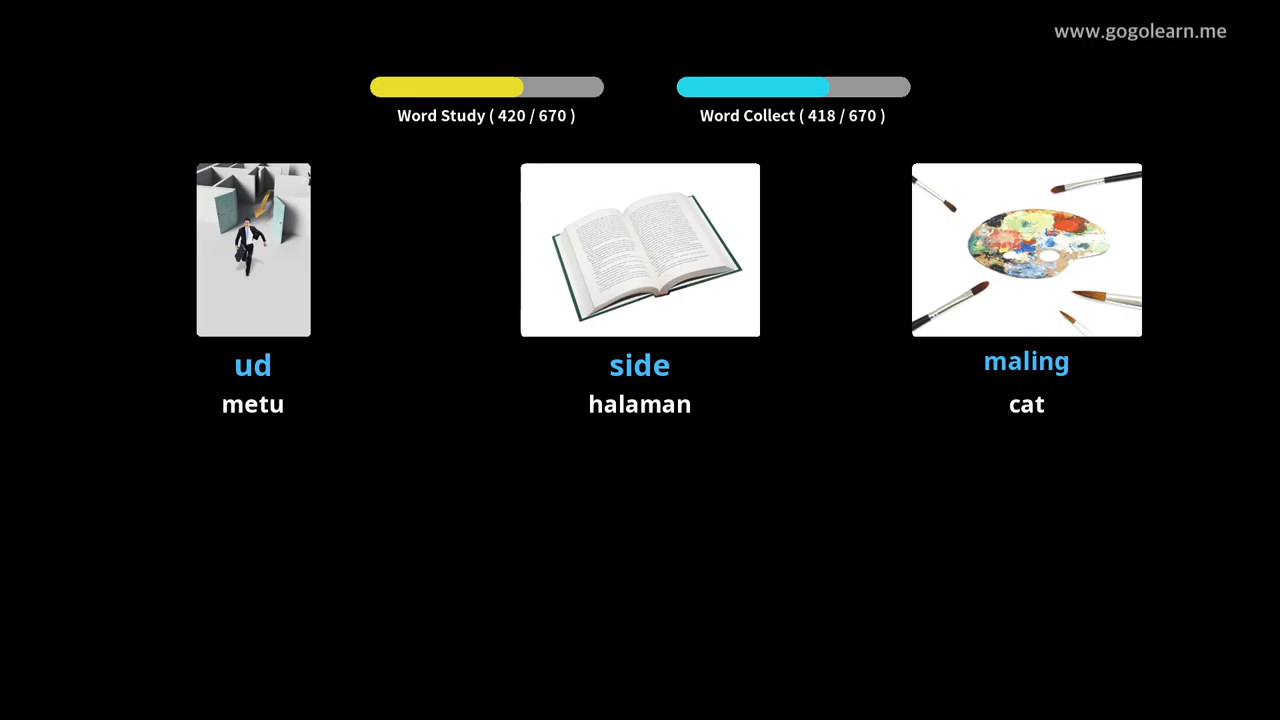 www.gogolearn.me
Word Study ( 420 / 670 )
Word Collect ( 418 / 670 )
ud
metu
side
halaman
maling
cat